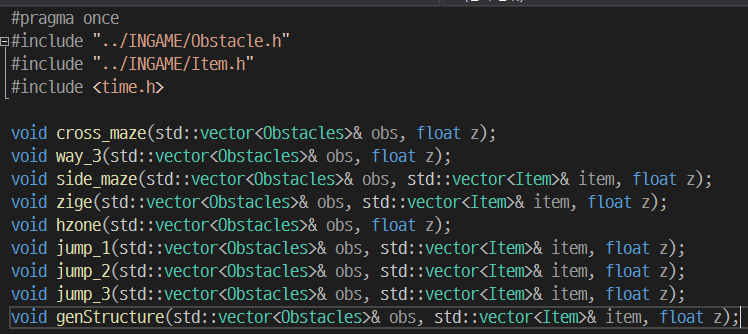 #pragma once
#include "../INGAME/Obstacle.h"
#include "../INGAME/Item.h"
#include <time.h>
void cross_maze(std::vector<Obstacles>& obs, float z);
void way_3(std::vector<Obstacles>& obs, float z);
void side_maze(std::vector<Obstacles>& obs, std::vector<Item>& item, float z);
void zige(std::vector<Obstacles>& obs, std::vector<Item>& item, float z);
void hzone(std::vector<Obstacles>& obs, float z);
void jump_1(std::vector<Obstacles>& obs, std::vector<Item>& item, float z);
void jump_2(std::vector<Obstacles>& obs, std::vector<Item>& item, float z);
void jump_3(std::vector<Obstacles>& obs, std::vector<Item>& item, float z);
void genStructure(std::vector<Obstacles>& obs, std::vector<Item>& item, float z);